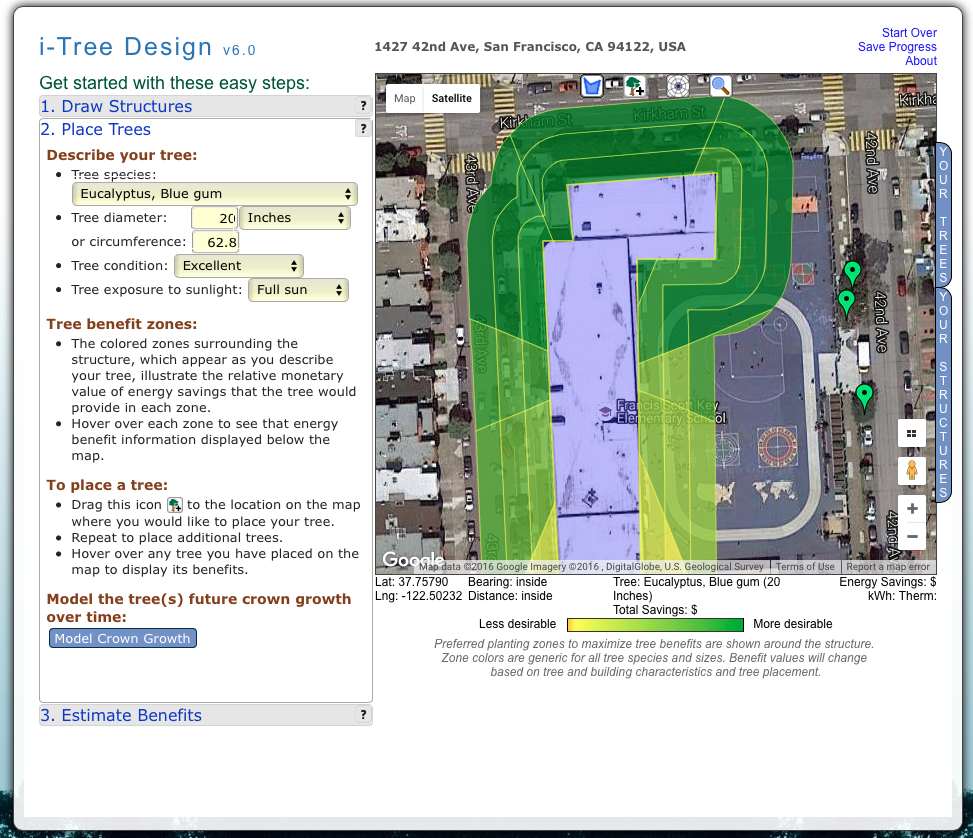 i-Tree Design v6.0
1427 42nd Ave, San Francisco, CA 94122, USA
Start Over
Save Progress
About
Get started with these easy steps:
1. Draw Structures
?
2. Place Trees
?
Describe your tree:
Tree species:
Eucalyptus, Blue gum
Tree diameter:
20
Inches
or circumference:
62.8
Tree condition:
Excellent
Tree exposure to sunlight:
Full sun
Tree benefit zones:
The colored zones surrounding the
structure, which appear as you describe
your tree, illustrate the relative monetary
value of energy savings that the tree would
provide in each zone.
Hover over each zone to see that energy
benefit information displayed below the
map.
To place a tree:
Drag this icon to the location on the map
where you would like to place your tree.
Repeat to place additional trees.
Hover over any tree you have placed on the
map to display its benefits.
Model the tree(s) future crown growth
over time:
Model Crown Growth
3. Estimate Benefits
?
Map
Satellite
Kirkham St
Kirkham St
Kirkha
43rd Ave
42nd Ave
43rd Ave
42nd Ave
Francis Scott Key
Elementary School
43rd
42nd A
YOUR TREES
YOUR STRUCTURES
+
−
Google
Map data ©2016 Google Imagery ©2016 , DigitalGlobe, U.S. Geological Survey
Terms of Use
Report a map error
Lat: 37.75790
Lng: -122.50232
Bearing: inside
Distance: inside
Tree: Eucalyptus, Blue gum (20
Inches)
Total Savings: $
Energy Savings: $
kWh: Therm:
Less desirable
More desirable
Preferred planting zones to maximize tree benefits are shown around the structure.
Zone colors are generic for all tree species and sizes. Benefit values will change
based on tree and building characteristics and tree placement.